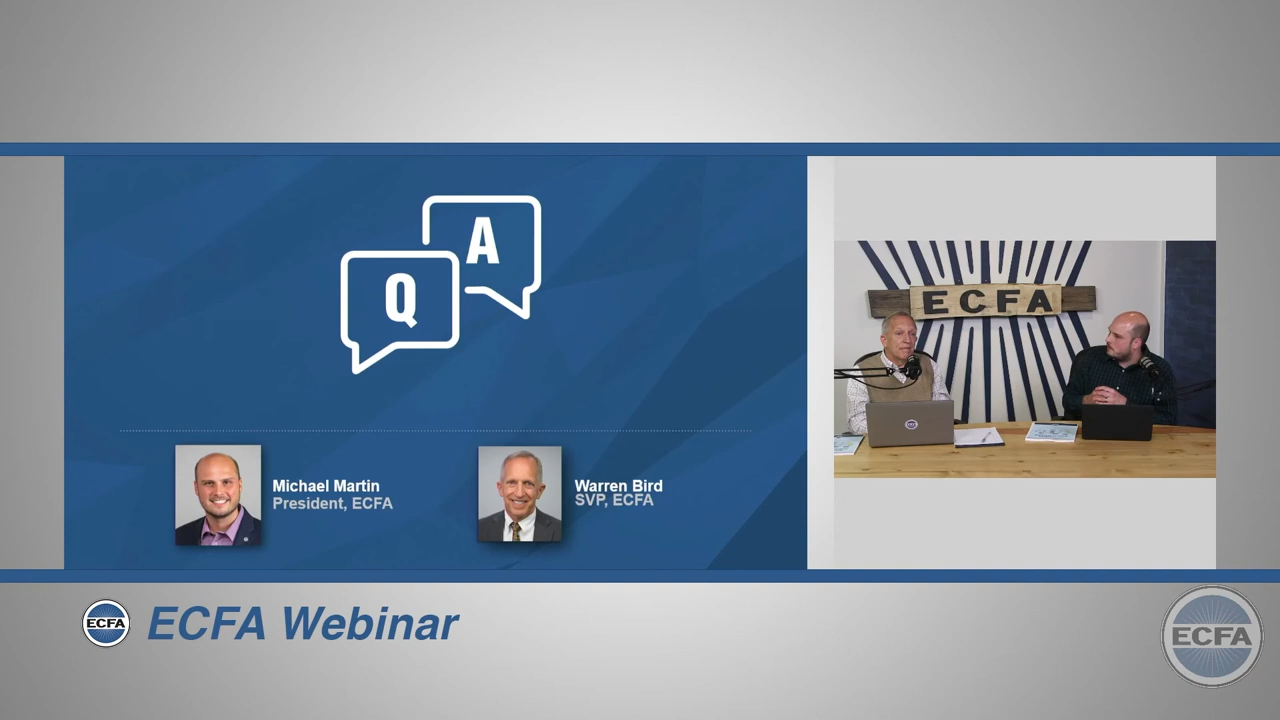 A
Q
ECFA
Michael Martin
President, ECFA
Warren Bird
SVP, ECFA
ECFA
ECFA Webinar
ECFA